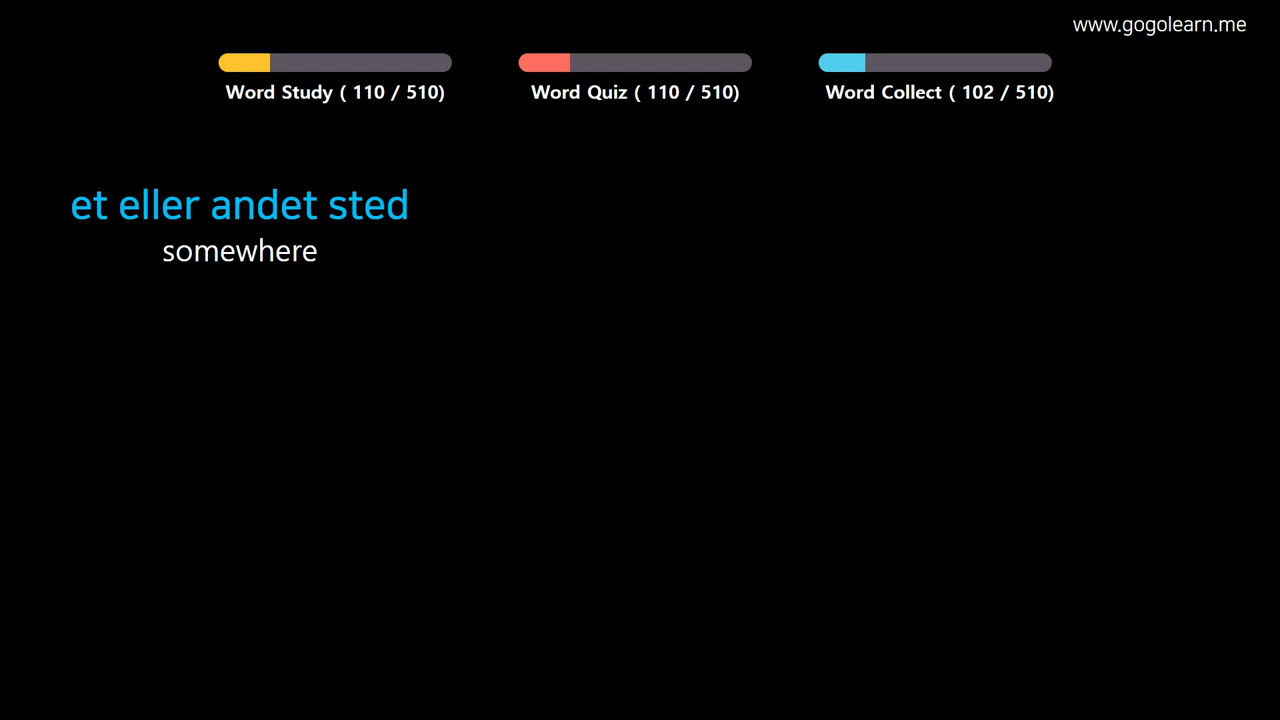 www.gogolearn.me
Word Study ( 110 / 510)
Word Quiz ( 110 / 510)
Word Collect ( 102 / 510)
et eller andet sted
somewhere